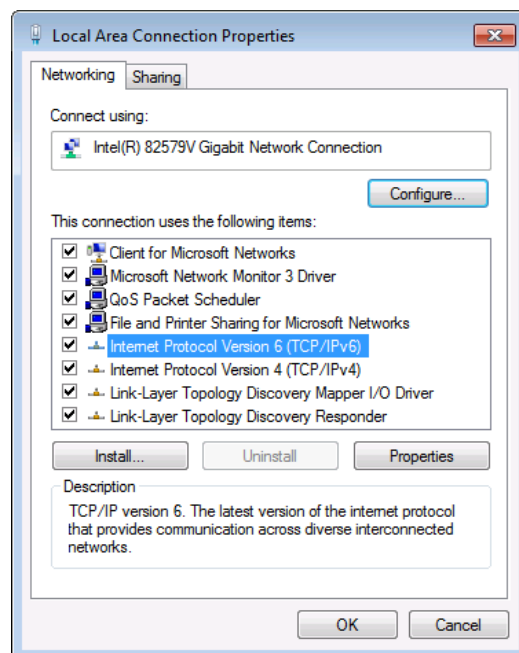 Local Area Connection Properties
Networking
Sharing
Connect using:
Intel(R) 82579V Gigabit Network Connection
Configure...
This connection uses the following items:
Client for Microsoft Networks
Microsoft Network Monitor 3 Driver
QoS Packet Scheduler
File and Printer Sharing for Microsoft Networks
Internet Protocol Version 6 (TCP/IPv6)
Internet Protocol Version 4 (TCP/IPv4)
Link-Layer Topology Discovery Mapper I/O Driver
Link-Layer Topology Discovery Responder
Install...
Uninstall
Properties
Description
TCP/IP version 6. The latest version of the internet protocol
that provides communication across diverse interconnected
networks.
OK
Cancel